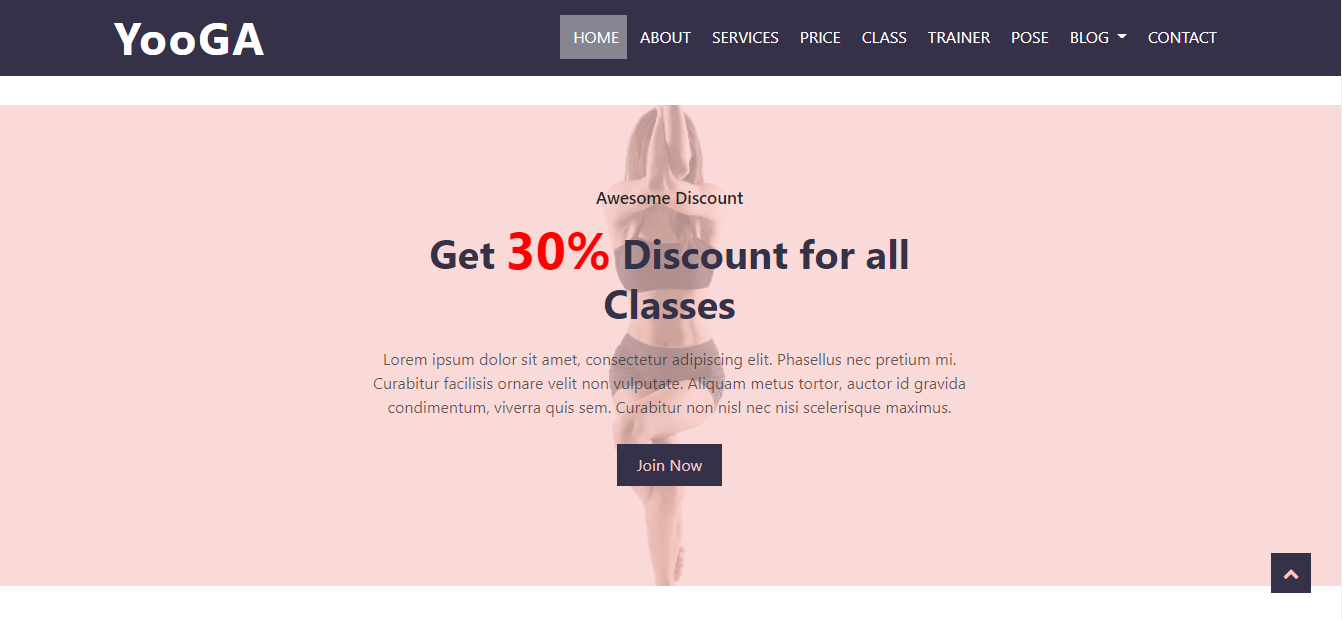 YooGA
HOME ABOUT SERVICES PRICE CLASS TRAINER POSE BLOG CONTACT
Awesome Discount
Get 30% Discount for all
Classes
Lorem ipsum dolor sit amet, consectetur adipiscing elit. Phasellus nec pretium mi.
Curabitur facilisis ornare velit non vulputate. Aliquam metus tortor, auctor id gravida
condimentum, viverra quis sem. Curabitur non nisl nec nisi scelerisque maximus.
Join Now